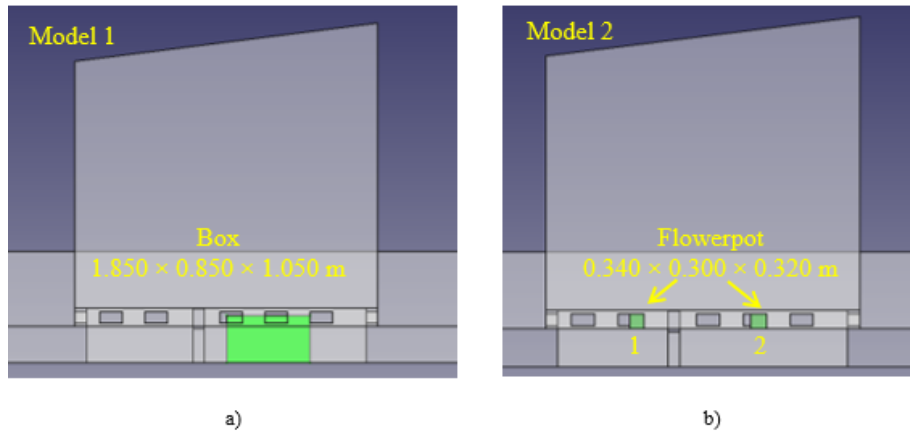 Model 1
Box
1.850 × 0.850 × 1.050 m
a)
Model 2
Flowerpot
0.340 × 0.300 × 0.320 m
1
2
b)